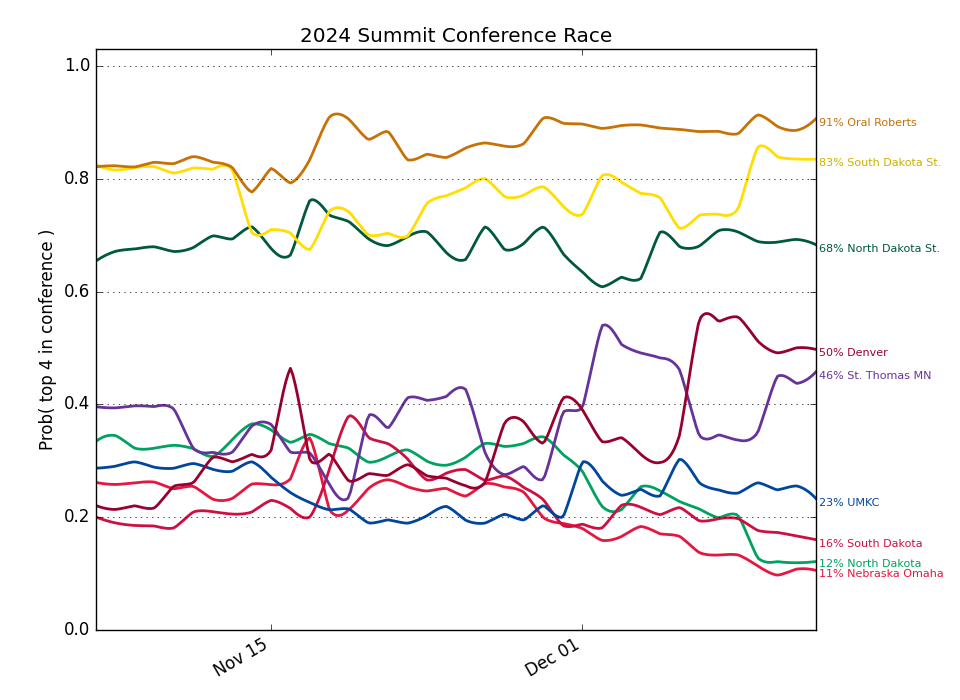 2024 Summit Conference Race
Prob( top 4 in conference )
1.0
0.8
0.6
0.4
0.2
0.0
Nov 15
Dec 01
91% Oral Roberts
83% South Dakota St.
68% North Dakota St.
50% Denver
46% St. Thomas MN
23% UMKC
16% South Dakota
12% North Dakota
11% Nebraska Omaha